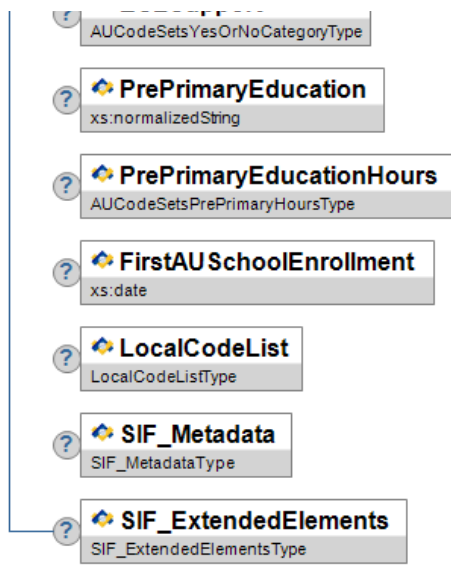 AUCodeSetsYesOrNoCategoryType
? PrePrimaryEducation
xs:normalizedString
? PrePrimaryEducationHours
AUCodeSetsPrePrimaryHoursType
? FirstAUSchoolEnrollment
xs:date
? LocalCodeList
LocalCodeListType
? SIF_Metadata
SIF_MetadataType
? SIF_ExtendedElements
SIF_ExtendedElementsType